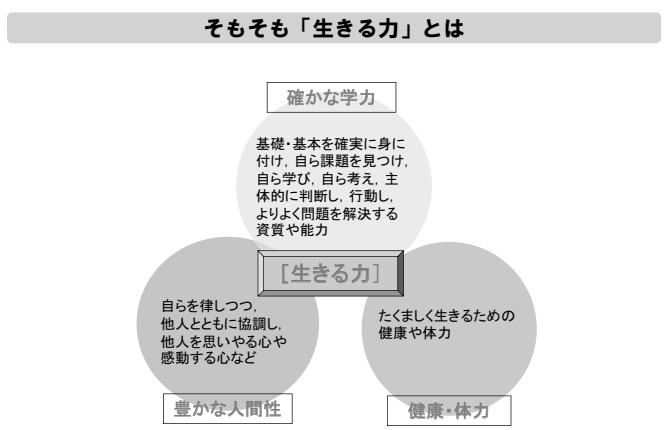 そもそも「生きる力」とは
確かな学力
基礎・基本を確実に身に
付け，自ら課題を見つけ，
自ら学び，自ら考え，主
体的に判断し，行動し，
よりよく問題を解決する
資質や能力
［生きる力］
自らを律しつつ，
他人とともに協調し，
他人を思いやる心や
感動する心など
たくましく生きるための
健康や体力
豊かな人間性
健康・体力